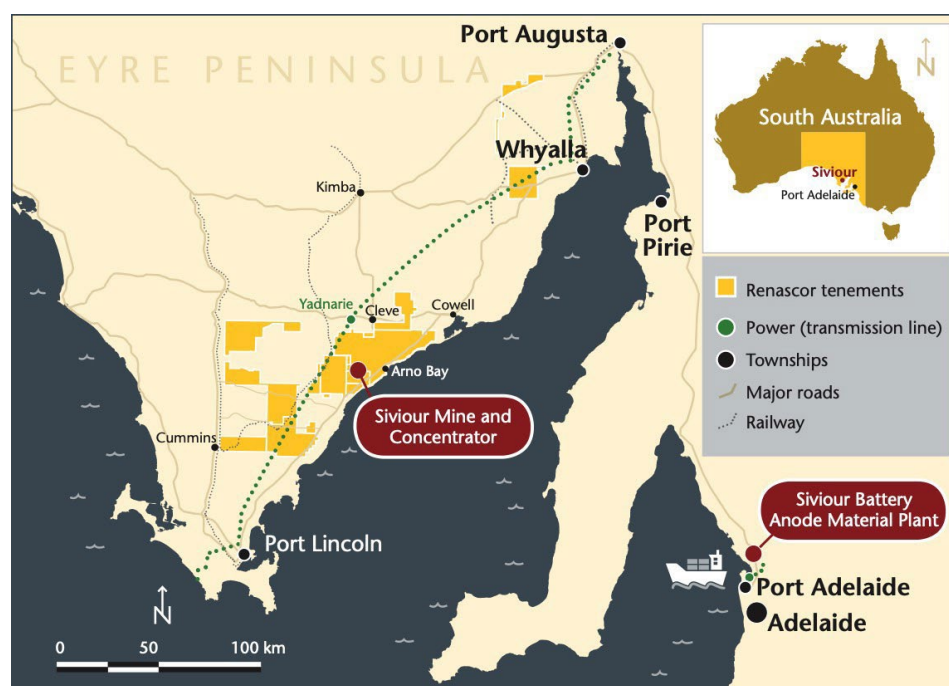 EYRE PENINSULA
Port Augusta
Whyalla
Kimba
Port
Pirie
Yadnarie
Cleve
Cowell
Arno Bay
Siviour Mine and
Concentrator
Cummins
Port Lincoln
N
0 50 100 km
Siviour Battery
Anode Material Plant
Port Adelaide
Adelaide
N
South Australia
Siviour
Port Adelaide
Renascor tenements
Power (transmission line)
Townships
Major roads
Railway